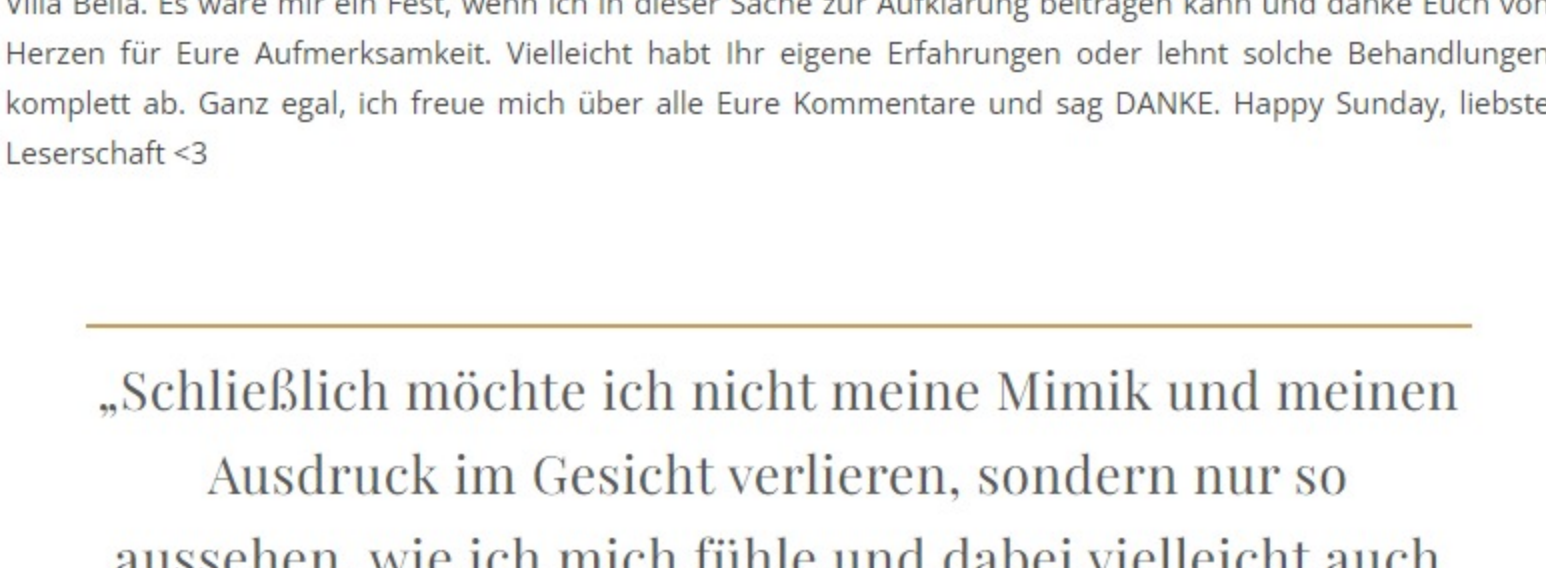 Villa Bella. Es wäre mir ein Fest, wenn ich in dieser Sache zur Aufklärung beitragen kann und danke Euch von
Herzen für Eure Aufmerksamkeit. Vielleicht habt Ihr eigene Erfahrungen oder lehnt solche Behandlungen
komplett ab. Ganz egal, ich freue mich über alle Eure Kommentare und sag DANKE. Happy Sunday, liebste
Leserschaft <3
„Schließlich möchte ich nicht meine Mimik und meinen
Ausdruck im Gesicht verlieren, sondern nur so
aussehen, wie ich mich fühle und dabei vielleicht auch